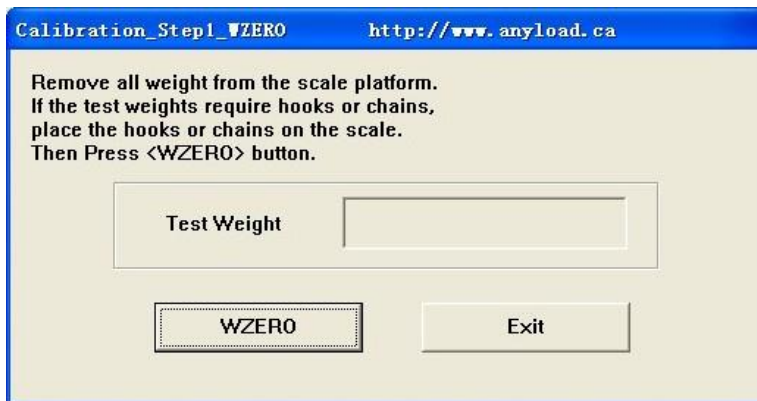 Calibration_Step1_WZERO http://www.anyload.ca
Remove all weight from the scale platform.
If the test weights require hooks or chains,
place the hooks or chains on the scale.
Then Press <WZERO> button.
Test Weight
WZERO Exit